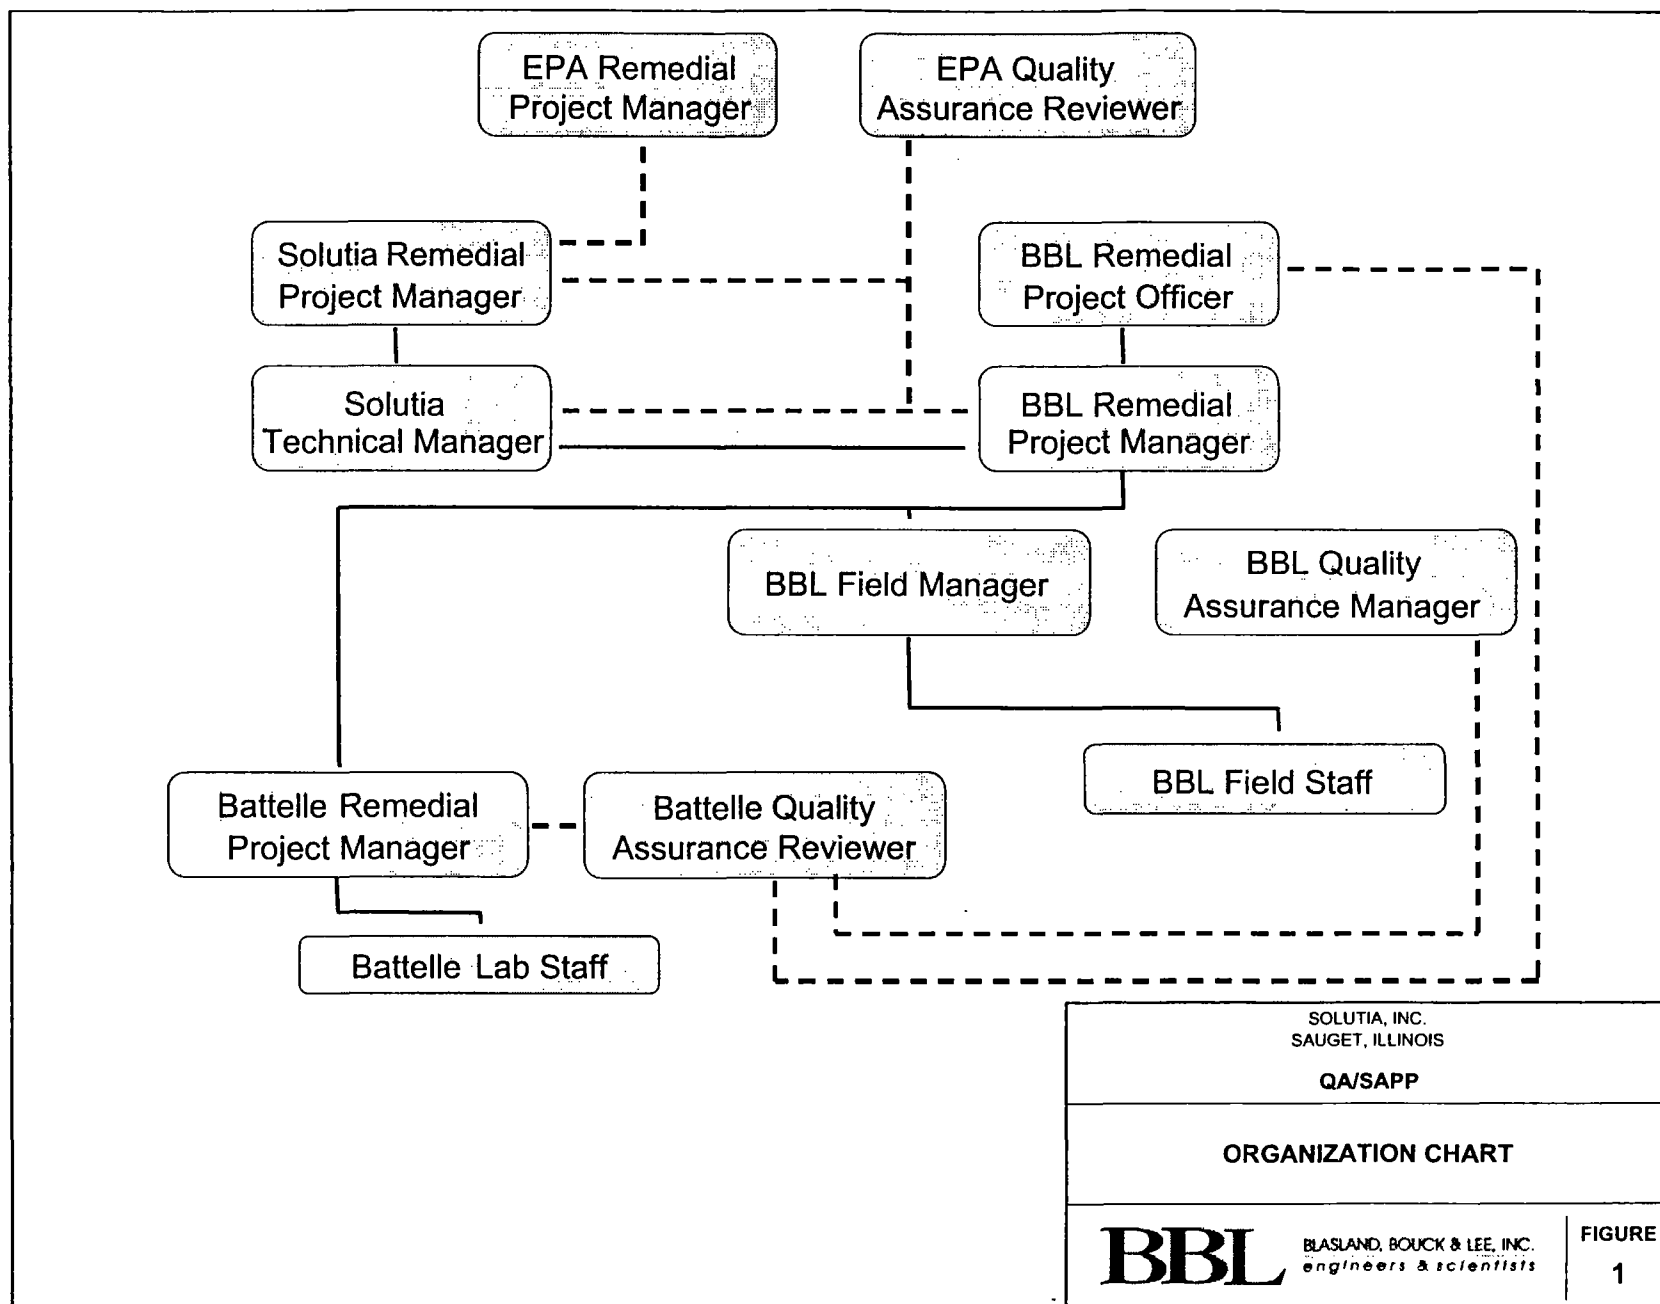 EPA Remedial
Project Manager
EPA Quality
Assurance Reviewer
Solutia Remedial
Project Manager
BBL Remedial
Project Officer
Solutia
Technical Manager
BBL Remedial
Project Manager
BBL Field Manager
BBL Quality
Assurance Manager
BBL Field Staff
Battelle Remedial
Project Manager
Battelle Quality
Assurance Reviewer
Battelle Lab Staff
SOLUTIA, INC.
SAUGET, ILLINOIS
QA/SAPP
ORGANIZATION CHART
BBL
BLASLAND, BOUCK & LEE, INC.
engineers & scientists
FIGURE
1